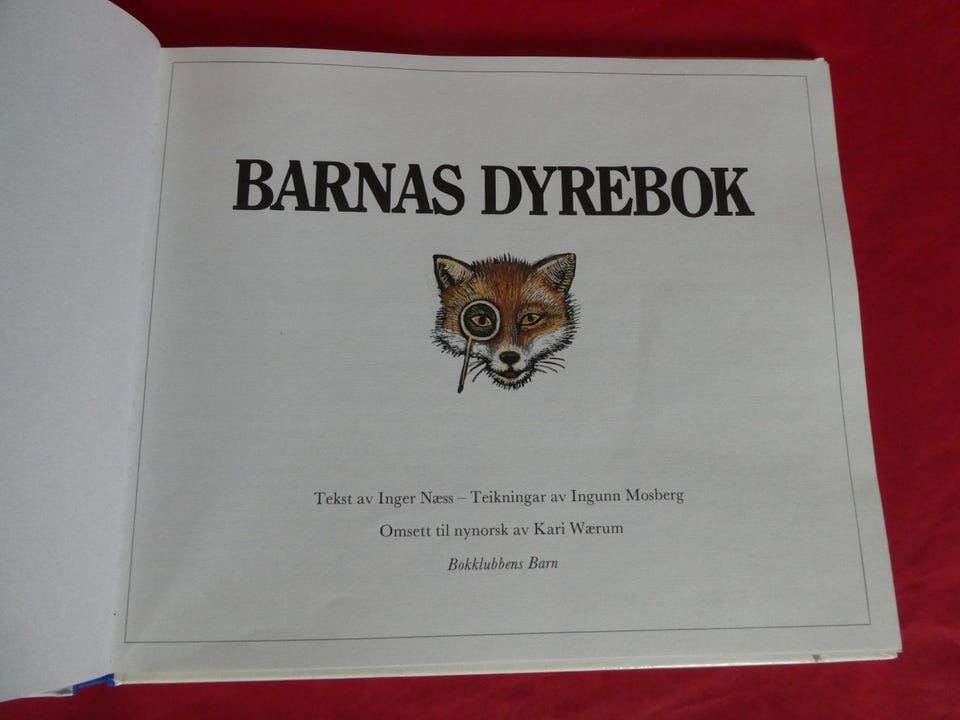 BARNAS DYREBOK
Tekst av Inger Næss – Teikningar av Ingunn Mosberg
Omsett til nynorsk av Kari Wærum
Bokklubbens Barn